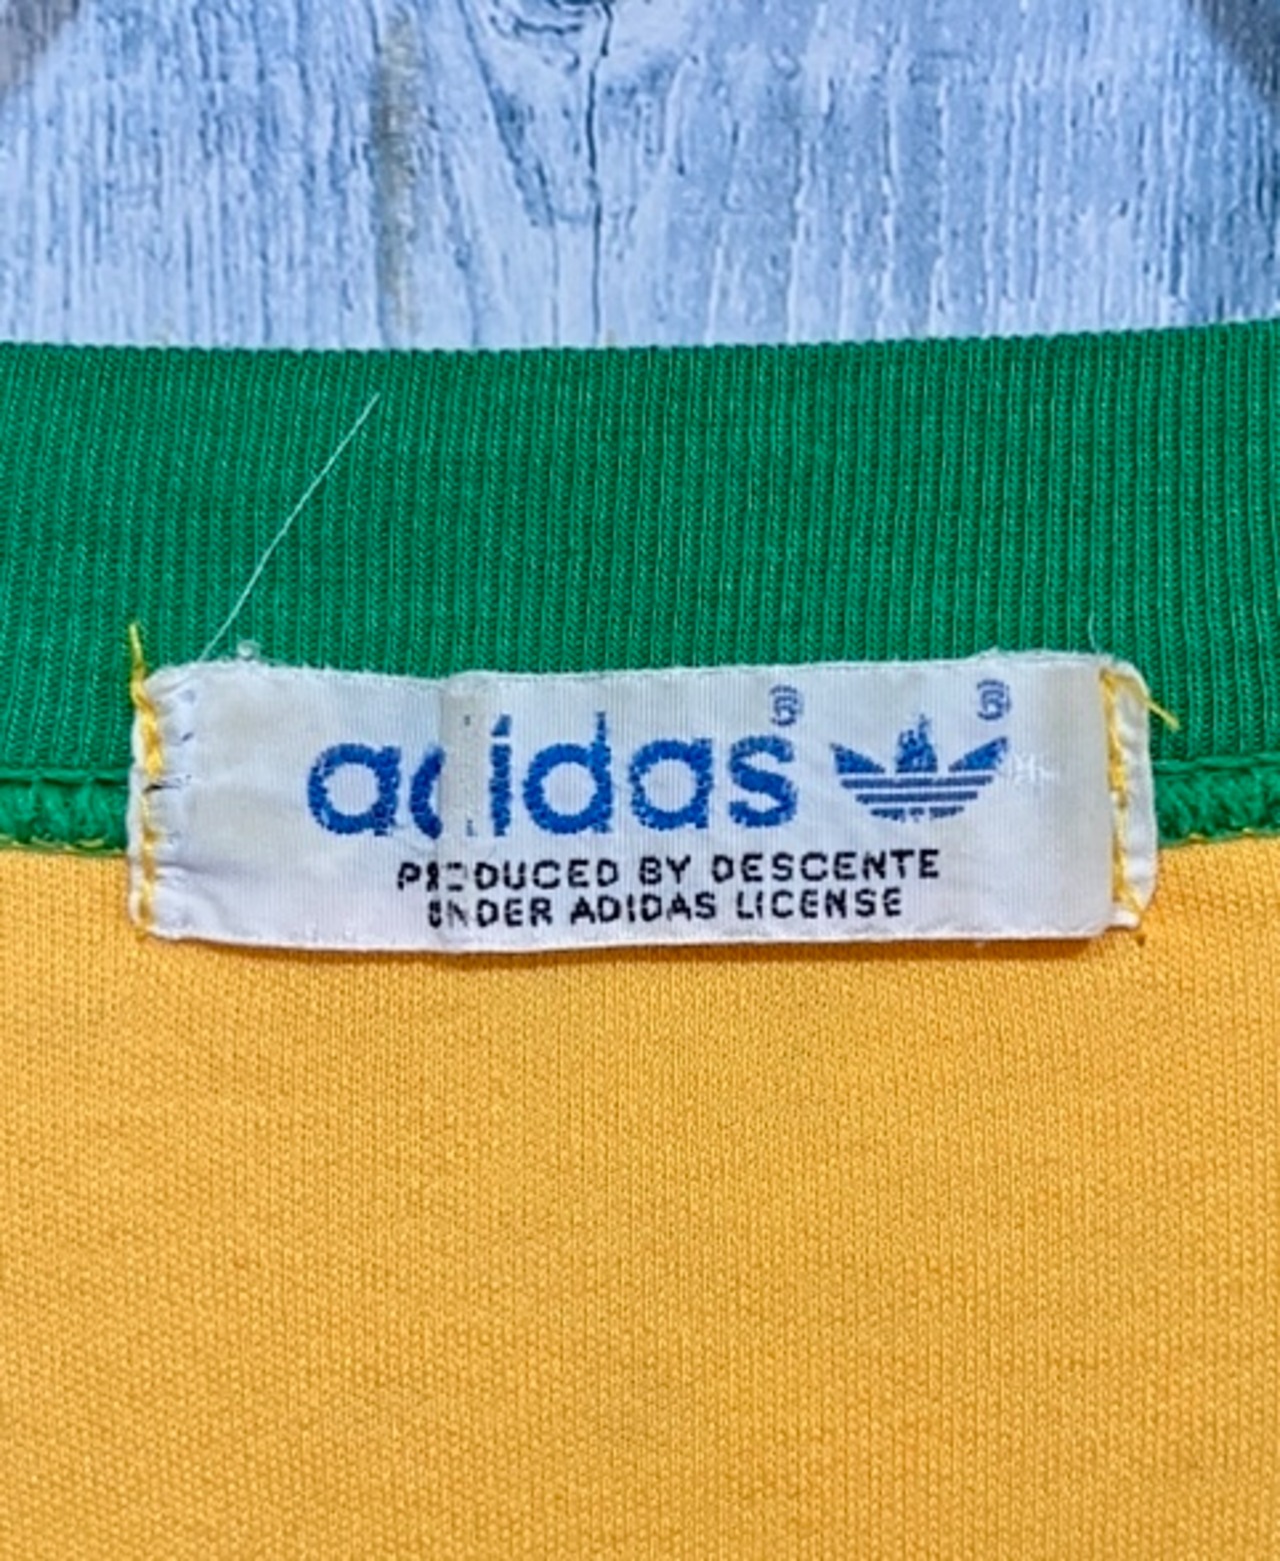 adidas®
®
PRODUCED BY DESCENTE
UNDER ADIDAS LICENSE